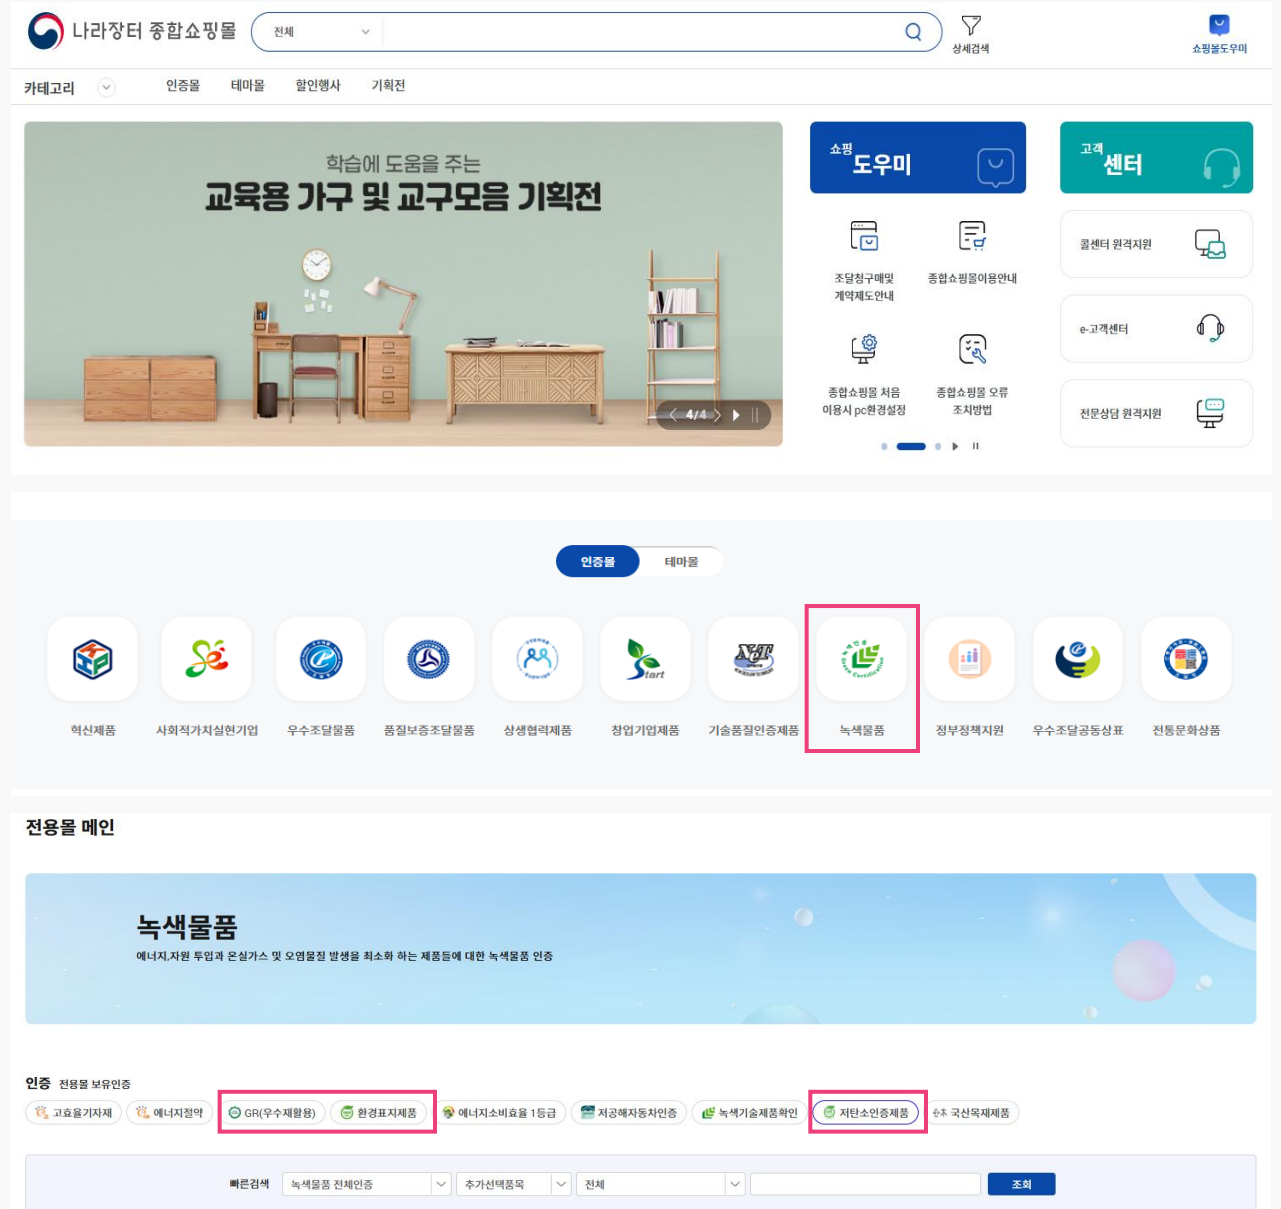 나라장터 종합쇼핑몰
전체
상세검색
쇼핑몰도우미
카테고리
인증몰
테마몰
할인행사
기획전
학습에 도움을 주는
교육용 가구 및 교구모음 기획전
4/4
쇼핑
도우미
조달청구매및
계약제도안내
종합쇼핑몰이용안내
종합쇼핑몰 처음
이용시 pc환경설정
종합쇼핑몰 오류
조치방법
고객
센터
콜센터 원격지원
e-고객센터
전문상담 원격지원
인증몰
테마몰
Start
NeT
녹색인증
Green Certification
혁신제품
사회적가치실현기업
우수조달물품
품질보증조달물품
상생협력제품
창업기업제품
기술품질인증제품
녹색물품
정부정책지원
우수조달공동상표
전통문화상품
전용몰 메인
녹색물품
에너지,자원 투입과 온실가스 및 오염물질 발생을 최소화 하는 제품들에 대한 녹색물품 인증
인증 전용몰 보유인증
고효율기자재
에너지절약
GR(우수재활용)
환경표지제품
에너지소비효율 1등급
저공해자동차인증
녹색기술제품확인
저탄소인증제품
국산목재제품
빠른검색
녹색물품 전체인증
추가선택품목
전체
조회